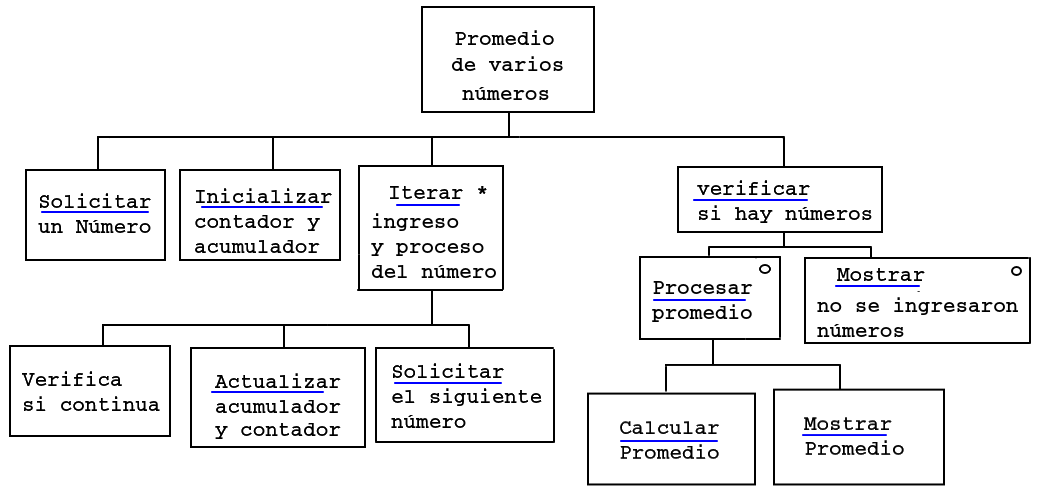 Promedio
de varios
números
Solicitar
un Número
Inicializar
contador y
acumulador
Iterar *
ingreso
y proceso
del número
verificar
si hay números
Procesar
promedio
Mostrar
no se ingresaron
números
Verifica
si continua
Actualizar
acumulador
y contador
Solicitar
el siguiente
número
Calcular
Promedio
Mostrar
Promedio